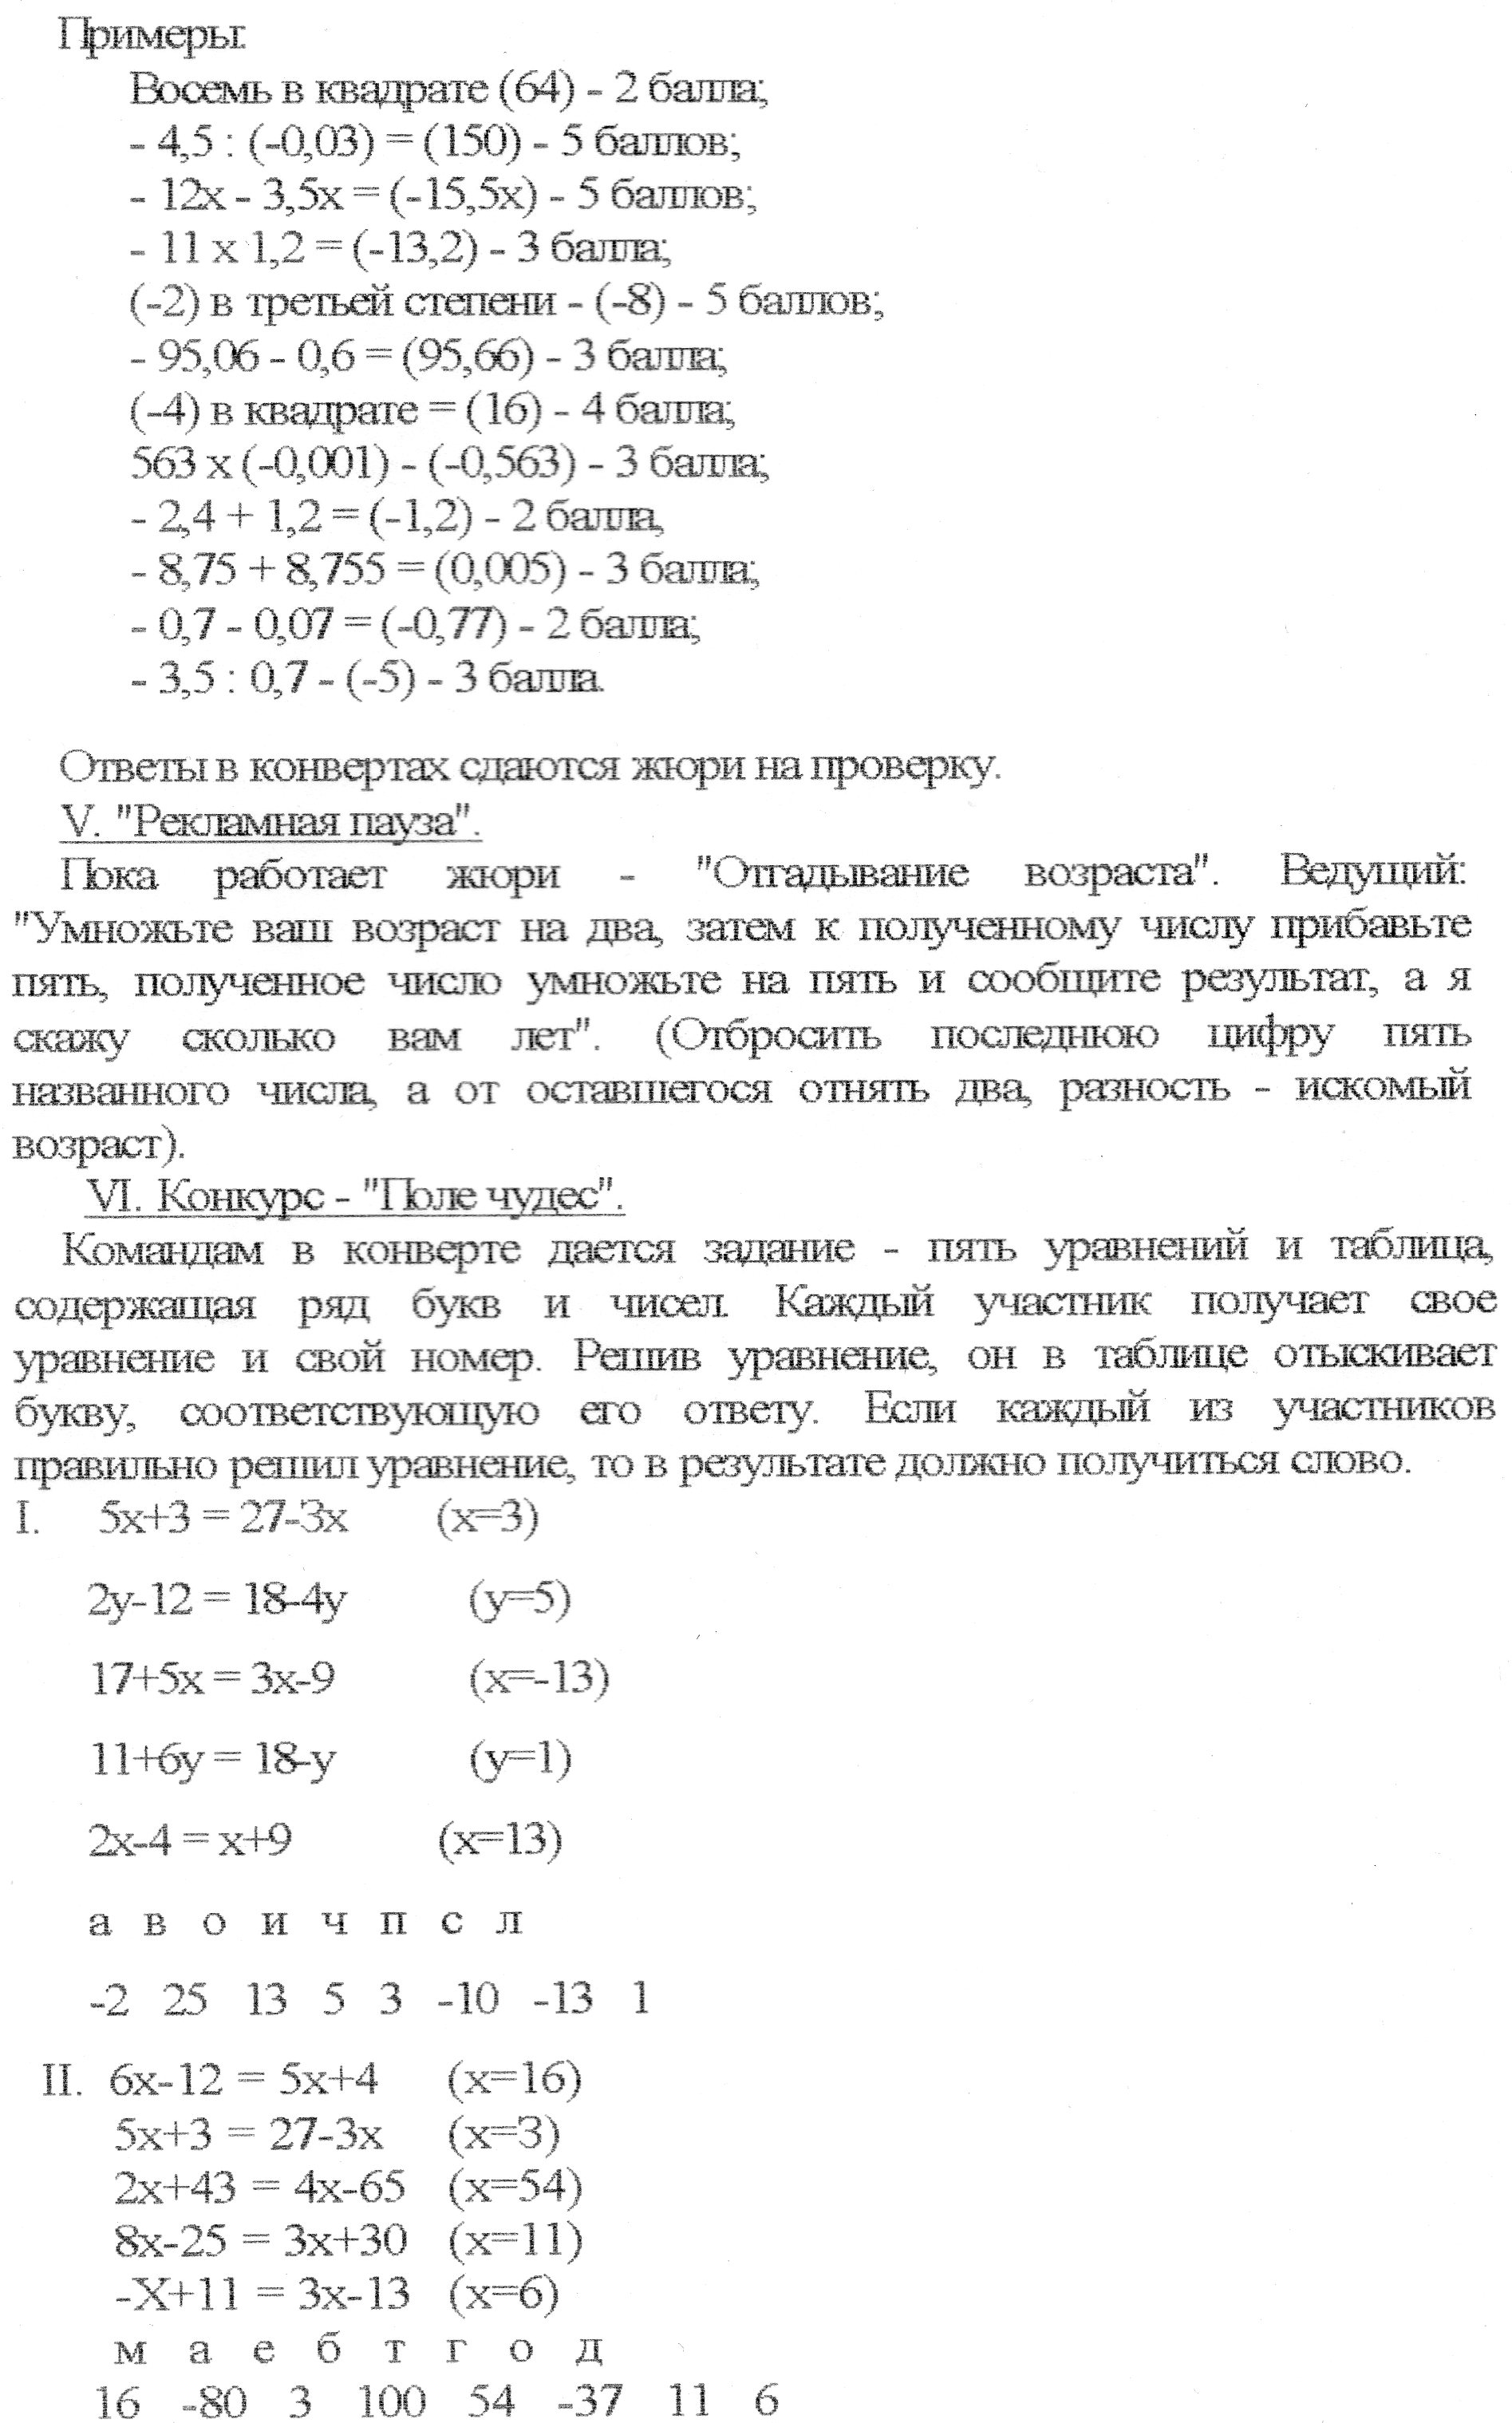 Примеры:
Восемь в квадрате (64) - 2 балла;
- 4,5 : (-0,03) = (150) - 5 баллов;
- 12х - 3,5х = (-15,5х) - 5 баллов;
- 11 х 1,2 = (-13,2) - 3 балла;
(-2) в третьей степени - (-8) - 5 баллов;
- 95,06 - 0,6 = (95,66) - 3 балла;
(-4) в квадрате = (16) - 4 балла;
563 х (-0,001) - (-0,563) - 3 балла;
- 2,4 + 1,2 = (-1,2) - 2 балла,
- 8,75 + 8,755 = (0,005) - 3 балла;
- 0,7 - 0,07 = (-0,77) - 2 балла;
- 3,5 : 0,7 - (-5) - 3 балла.
Ответы в конвертах сдаются жюри на проверку.
V. "Рекламная пауза".
Пока работает жюри - "Отгадывание возраста". Ведущий:
"Умножьте ваш возраст на два, затем к полученному числу прибавьте
пять, полученное число умножьте на пять и сообщите результат, а я
скажу сколько вам лет". (Отбросить последнюю цифру пять
названного числа, а от оставшегося отнять два, разность - искомый
возраст).
VI. Конкурс - "Поле чудес".
Командам в конверте дается задание - пять уравнений и таблица,
содержащая ряд букв и чисел. Каждый участник получает свое
уравнение и свой номер. Решив уравнение, он в таблице отыскивает
букву, соответствующую его ответу. Если каждый из участников
правильно решил уравнение, то в результате должно получиться слово.
I. 5х+3 = 27-3х (х=3)
2у-12 = 18-4у (у=5)
17+5х = 3х-9 (х=-13)
11+6у = 18-у (у=1)
2х-4 = х+9 (х=13)
а в о и ч п с л
-2 25 13 5 3 -10 -13 1
II. 6х-12 = 5х+4 (х=16)
5х+3 = 27-3х (х=3)
2х+43 = 4х-65 (х=54)
8х-25 = 3х+30 (х=11)
-Х+11 = 3х-13 (х=6)
м а е б т г о д
16 -80 3 100 54 -37 11 6